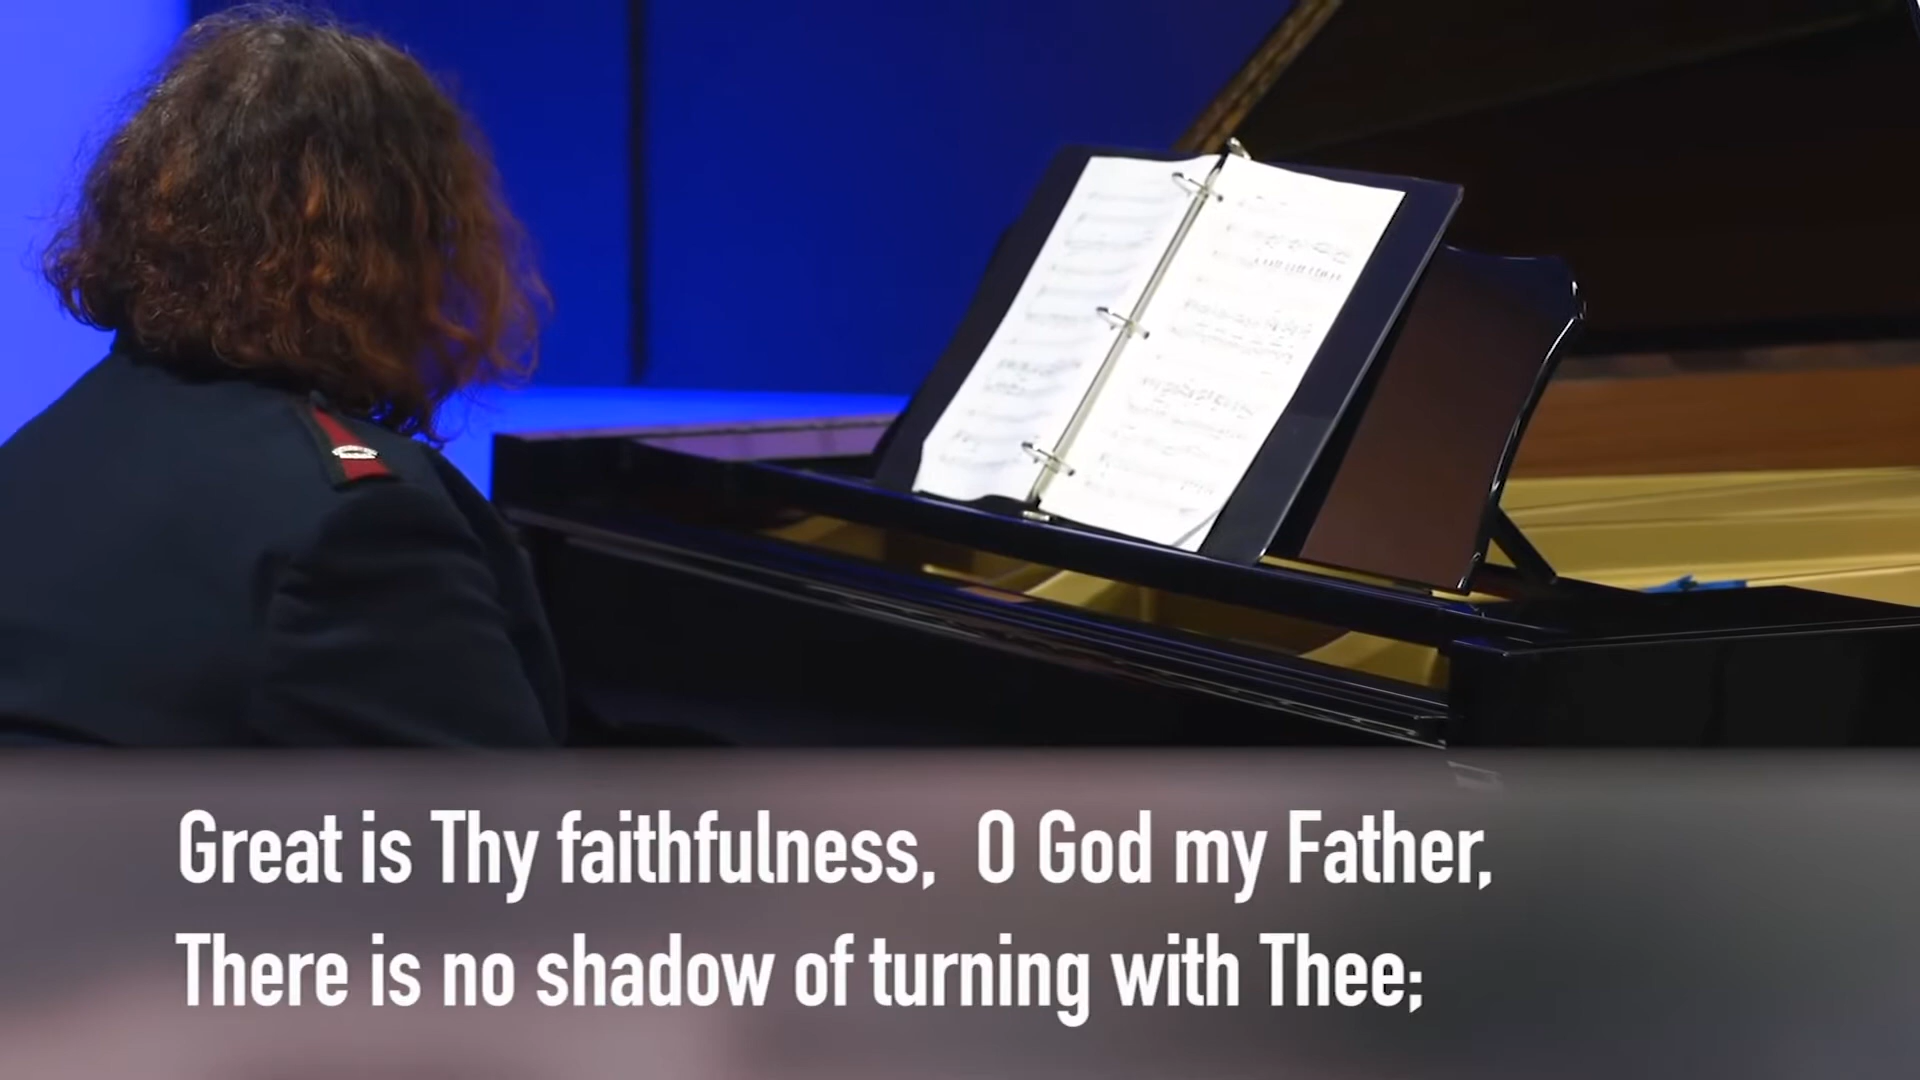 Great is Thy faithfulness, O God my Father,
There is no shadow of turning with Thee;